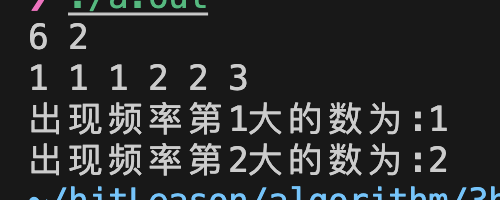 ❯ ./a.out
6 2
1 1 1 2 2 3
出现频率第1大的数为:1
出现频率第2大的数为:2